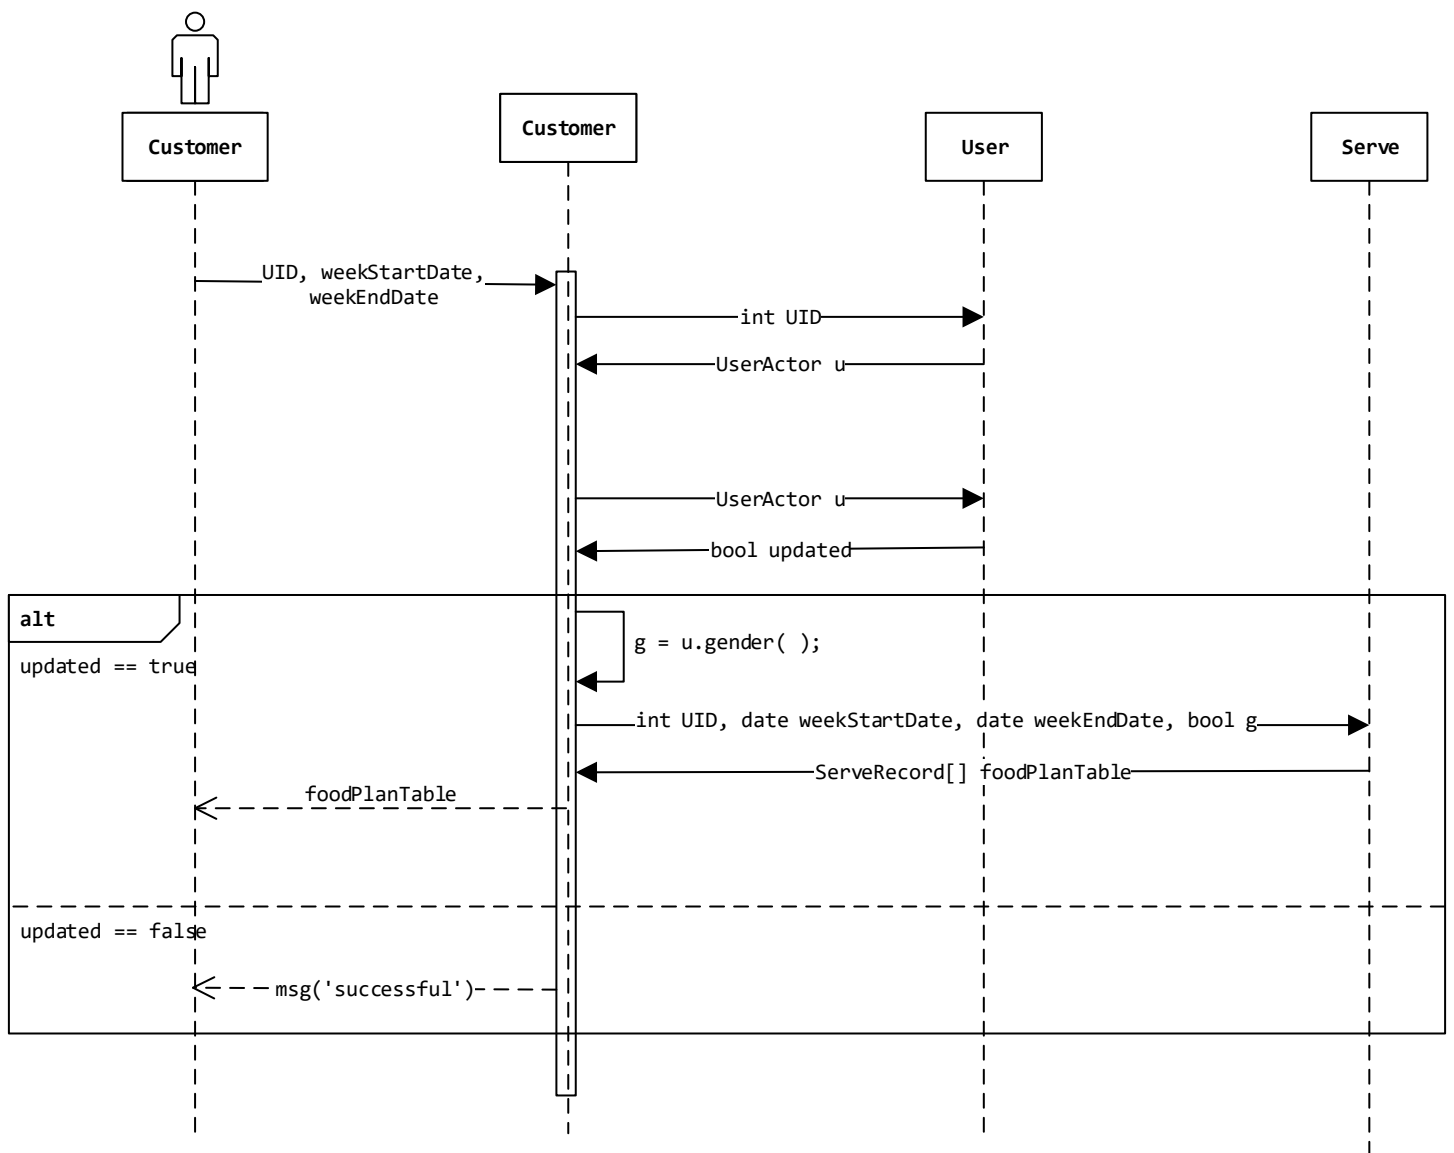 Customer
Customer
User
Serve
UID, weekStartDate,
weekEndDate
int UID
UserActor u
UserActor u
bool updated
alt
g = u.gender( );
updated == true
int UID, date weekStartDate, date weekEndDate, bool g
ServeRecord[] foodPlanTable
foodPlanTable
updated == false
msg('successful')